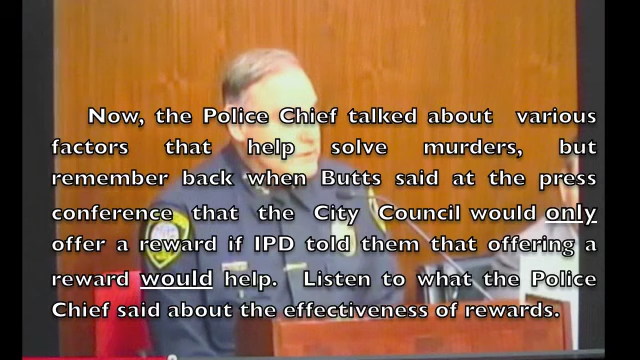 Now, the Police Chief talked about various
factors that help solve murders, but
remember back when Butts said at the press
conference that the City Council would only
offer a reward if IPD told them that offering a
reward would help. Listen to what the Police
Chief said about the effectiveness of rewards.